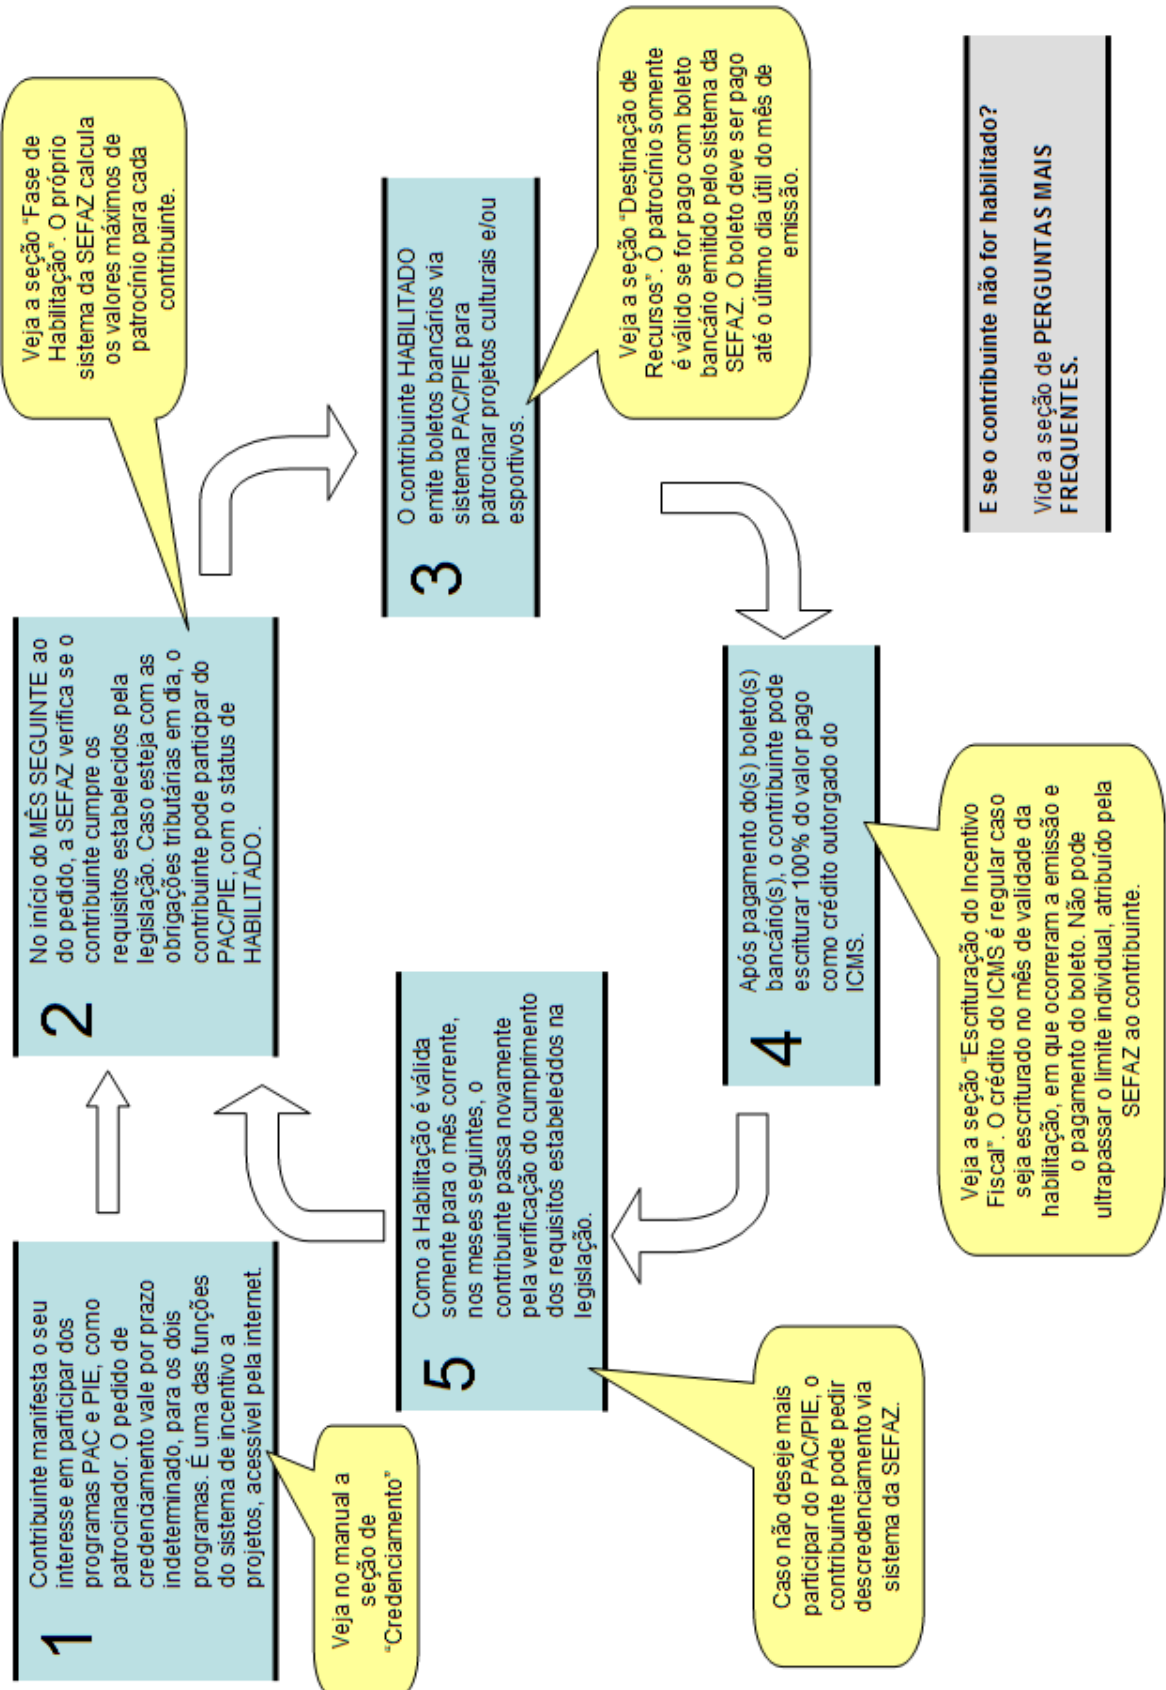 1
Contribuinte manifesta o seu
interesse em participar dos
programas PAC e PIE, como
patrocinador. O pedido de
credenciamento vale por prazo
indeterminado, para os dois
programas. É uma das funções
do sistema de incentivo a
projetos, acessível pela internet.
Veja no manual a
seção de
“Credenciamento”
2
No início do MÊS SEGUINTE ao
do pedido, a SEFAZ verifica se o
contribuinte cumpre os
requisitos estabelecidos pela
legislação. Caso esteja com as
obrigações tributárias em dia, o
contribuinte pode participar do
PAC/PIE, com o status de
HABILITADO.
Veja a seção “Fase de
Habilitação”. O próprio
sistema da SEFAZ calcula
os valores máximos de
patrocínio para cada
contribuinte.
3
O contribuinte HABILITADO
emite boletos bancários via
sistema PAC/PIE para
patrocinar projetos culturais e/ou
esportivos.
Veja a seção “Destinação de
Recursos”. O patrocínio somente
é válido se for pago com boleto
bancário emitido pelo sistema da
SEFAZ. O boleto deve ser pago
até o último dia útil do mês de
emissão.
4
Após pagamento do(s) boleto(s)
bancário(s), o contribuinte pode
escriturar 100% do valor pago
como crédito outorgado do
ICMS.
Veja a seção “Escrituração do Incentivo
Fiscal”. O crédito do ICMS é regular caso
seja escriturado no mês de validade da
habilitação, em que ocorreram a emissão e
o pagamento do boleto. Não pode
ultrapassar o limite individual, atribuído pela
SEFAZ ao contribuinte.
5
Como a Habilitação é válida
somente para o mês corrente,
nos meses seguintes, o
contribuinte passa novamente
pela verificação do cumprimento
dos requisitos estabelecidos na
legislação.
Caso não deseje mais
participar do PAC/PIE, o
contribuinte pode pedir
descredenciamento via
sistema da SEFAZ.
E se o contribuinte não for habilitado?
Vide a seção de PERGUNTAS MAIS
FREQUENTES.